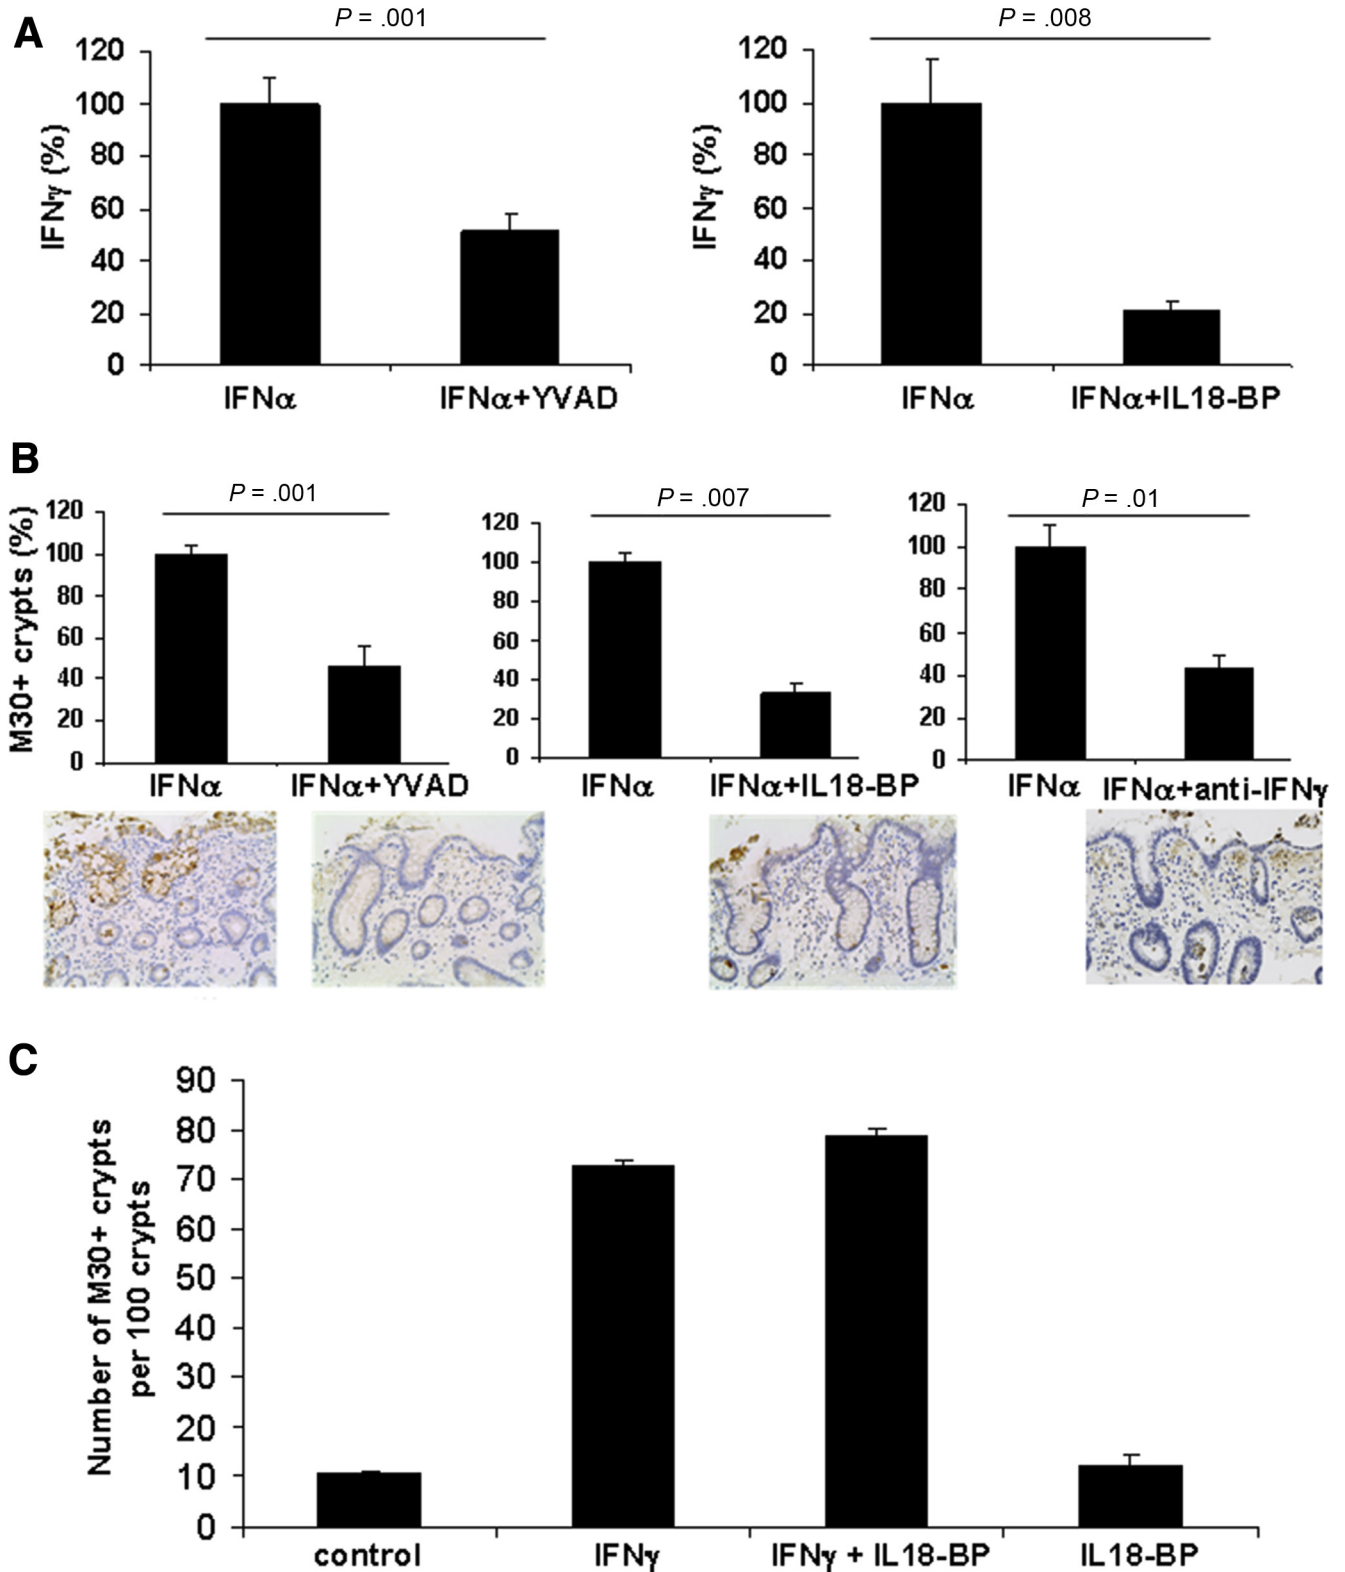 A
P = .001
P = .008
IFNγ (%)
120
100
80
60
40
20
0
IFNα
IFNα+YVAD
IFNγ (%)
120
100
80
60
40
20
0
IFNα
IFNα+IL18-BP
B
P = .001
P = .007
P = .01
M30+ crypts (%)
120
100
80
60
40
20
0
IFNα
IFNα+YVAD
120
100
80
60
40
20
0
IFNα
IFNα+IL18-BP
120
100
80
60
40
20
0
IFNα
IFNα+anti-IFNγ
C
Number of M30+ crypts
per 100 crypts
90
80
70
60
50
40
30
20
10
0
control
IFNγ
IFNγ + IL18-BP
IL18-BP